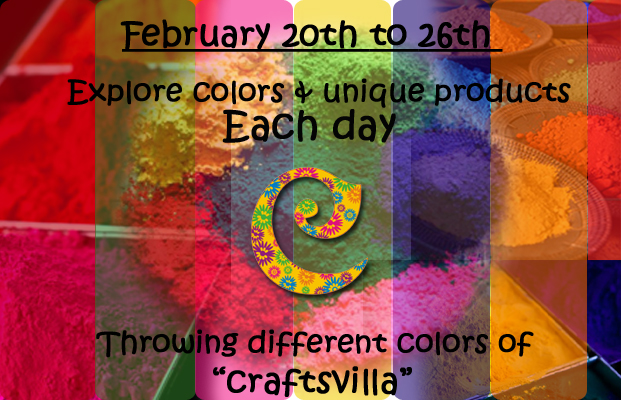 February 20th to 26th
Explore colors & unique products
Each day
e
Throwing different colors of
“craftsvilla”